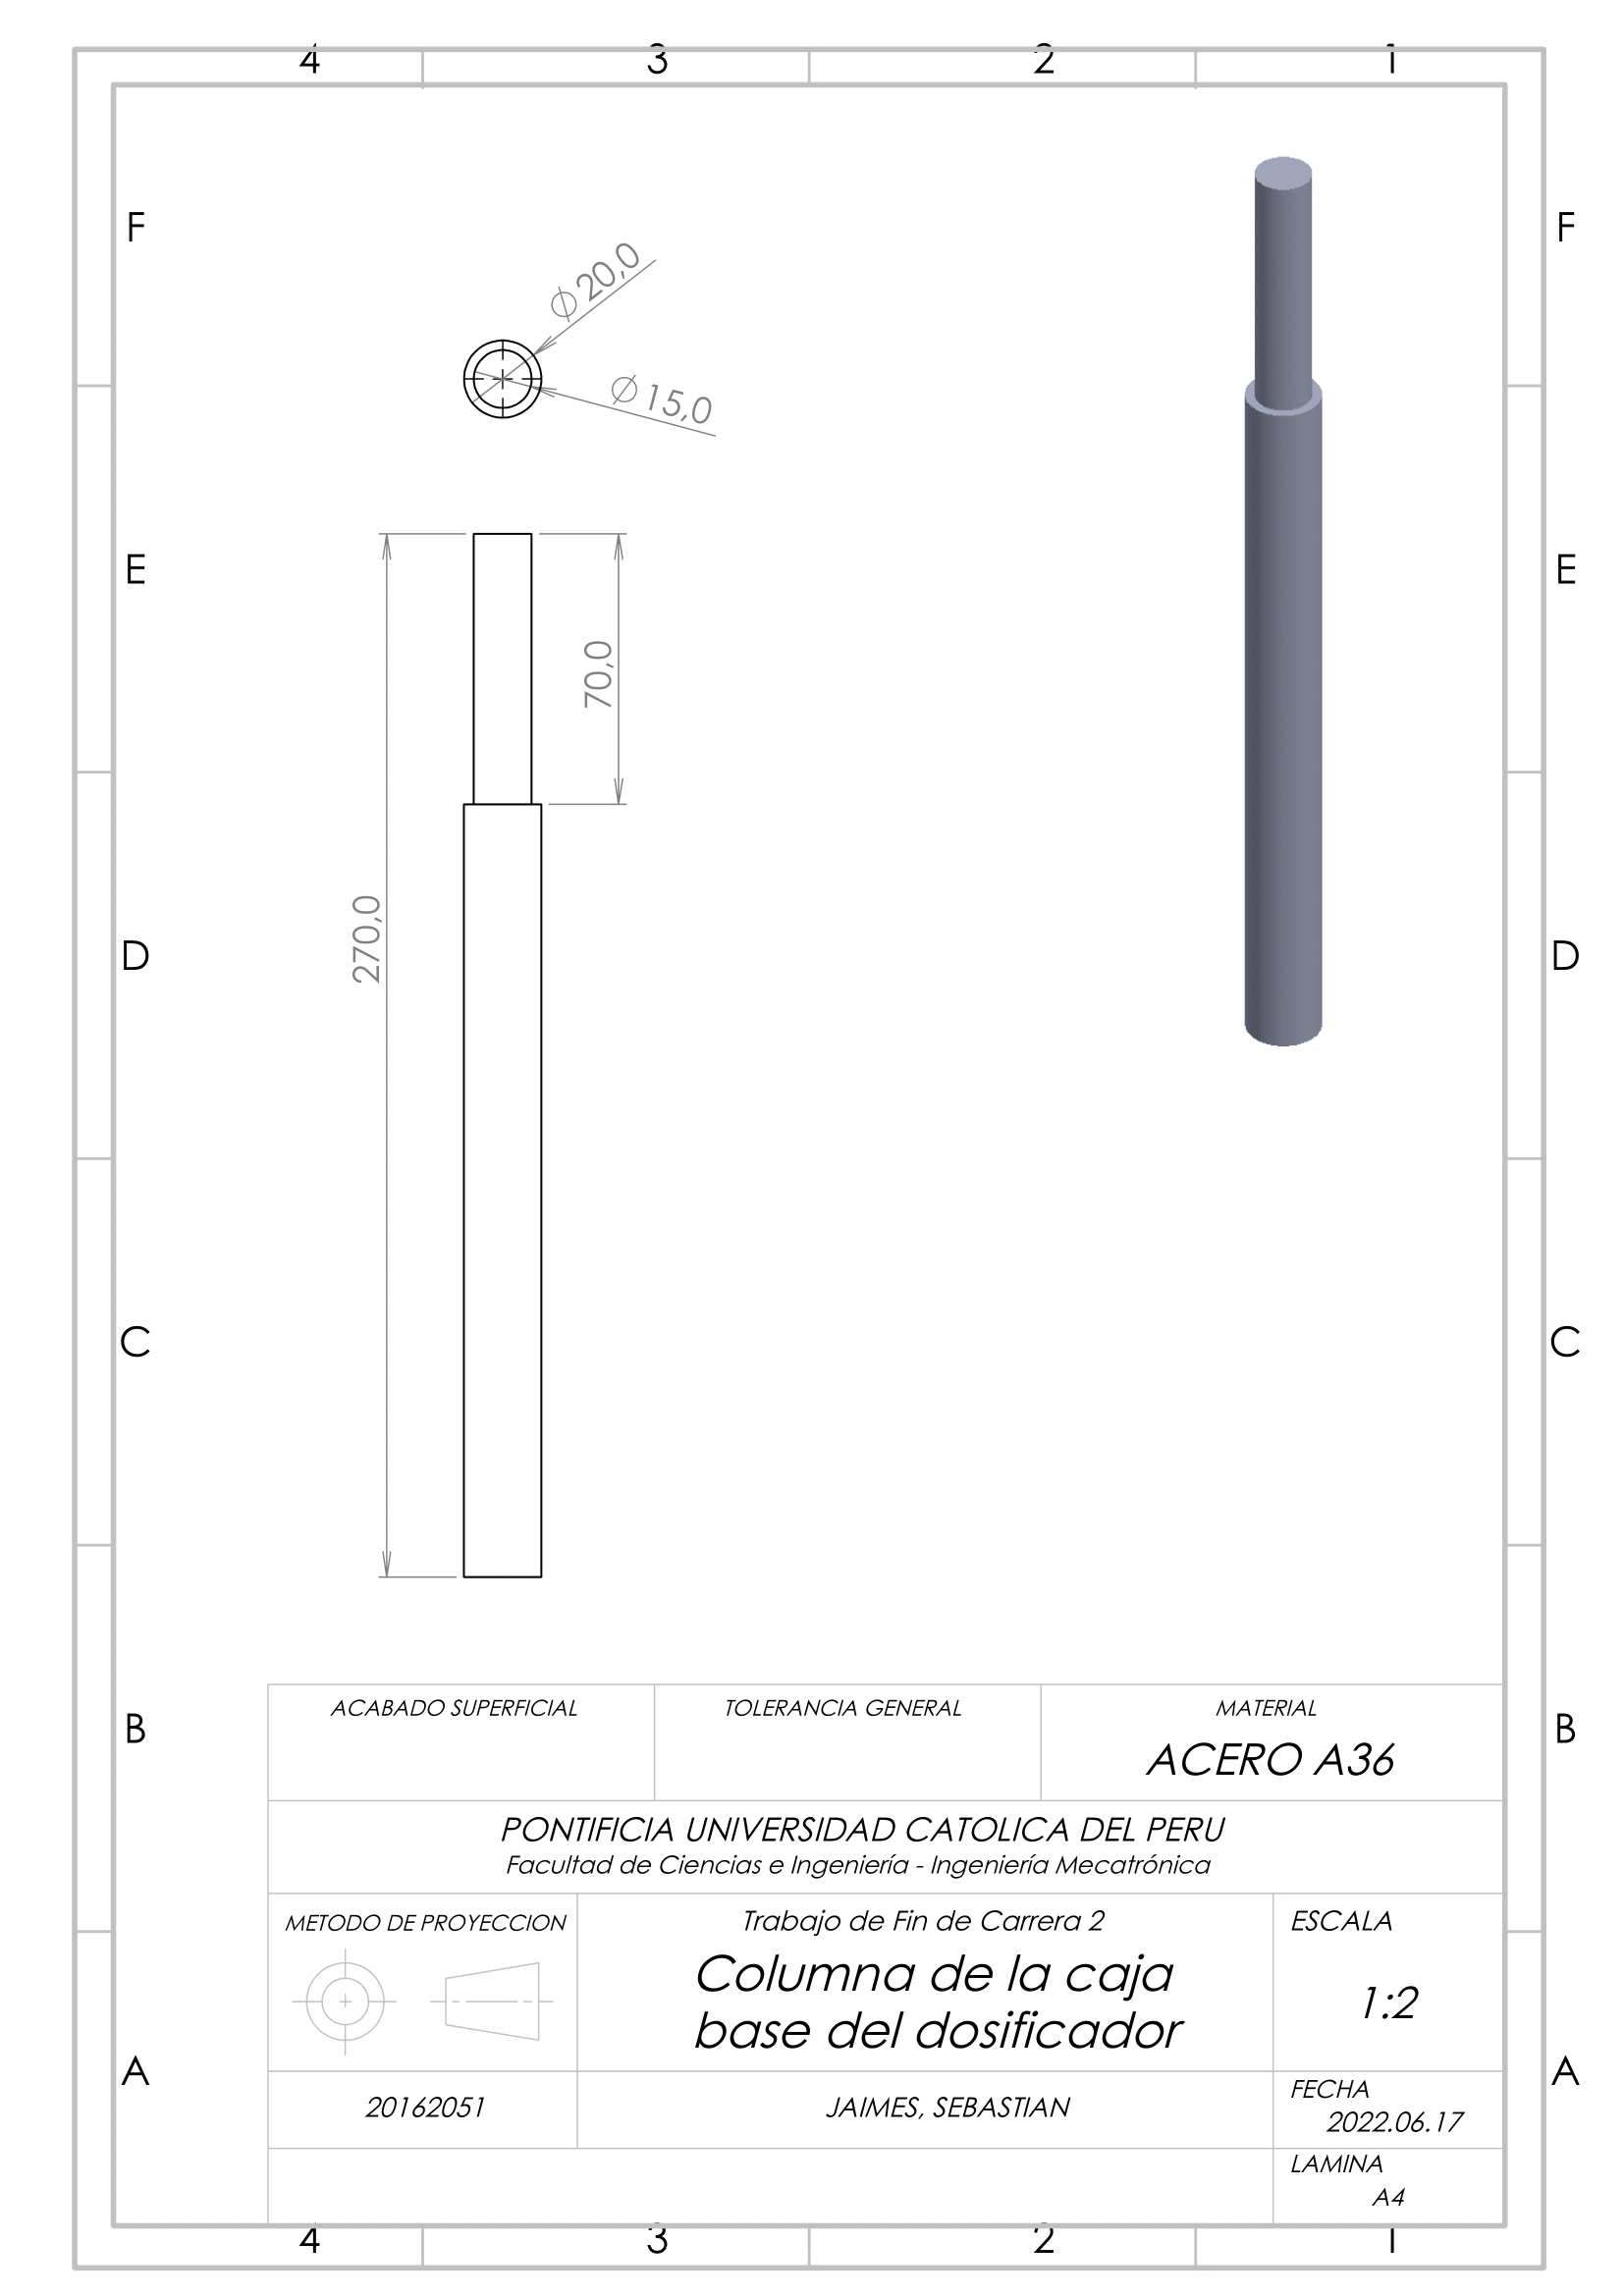 4 3 2 1
F F
⌀20,0
⌀15,0
E E
70,0
270,0
D D
C C
B B
ACABADO SUPERFICIAL
TOLERANCIA GENERAL
MATERIAL
ACERO A36
PONTIFICIA UNIVERSIDAD CATOLICA DEL PERU
Facultad de Ciencias e Ingeniería - Ingeniería Mecatrónica
METODO DE PROYECCION
Trabajo de Fin de Carrera 2
Columna de la caja
base del dosificador
ESCALA
1:2
A A
20162051
JAIMES, SEBASTIAN
FECHA
2022.06.17
LAMINA
A4
4 3 2 1